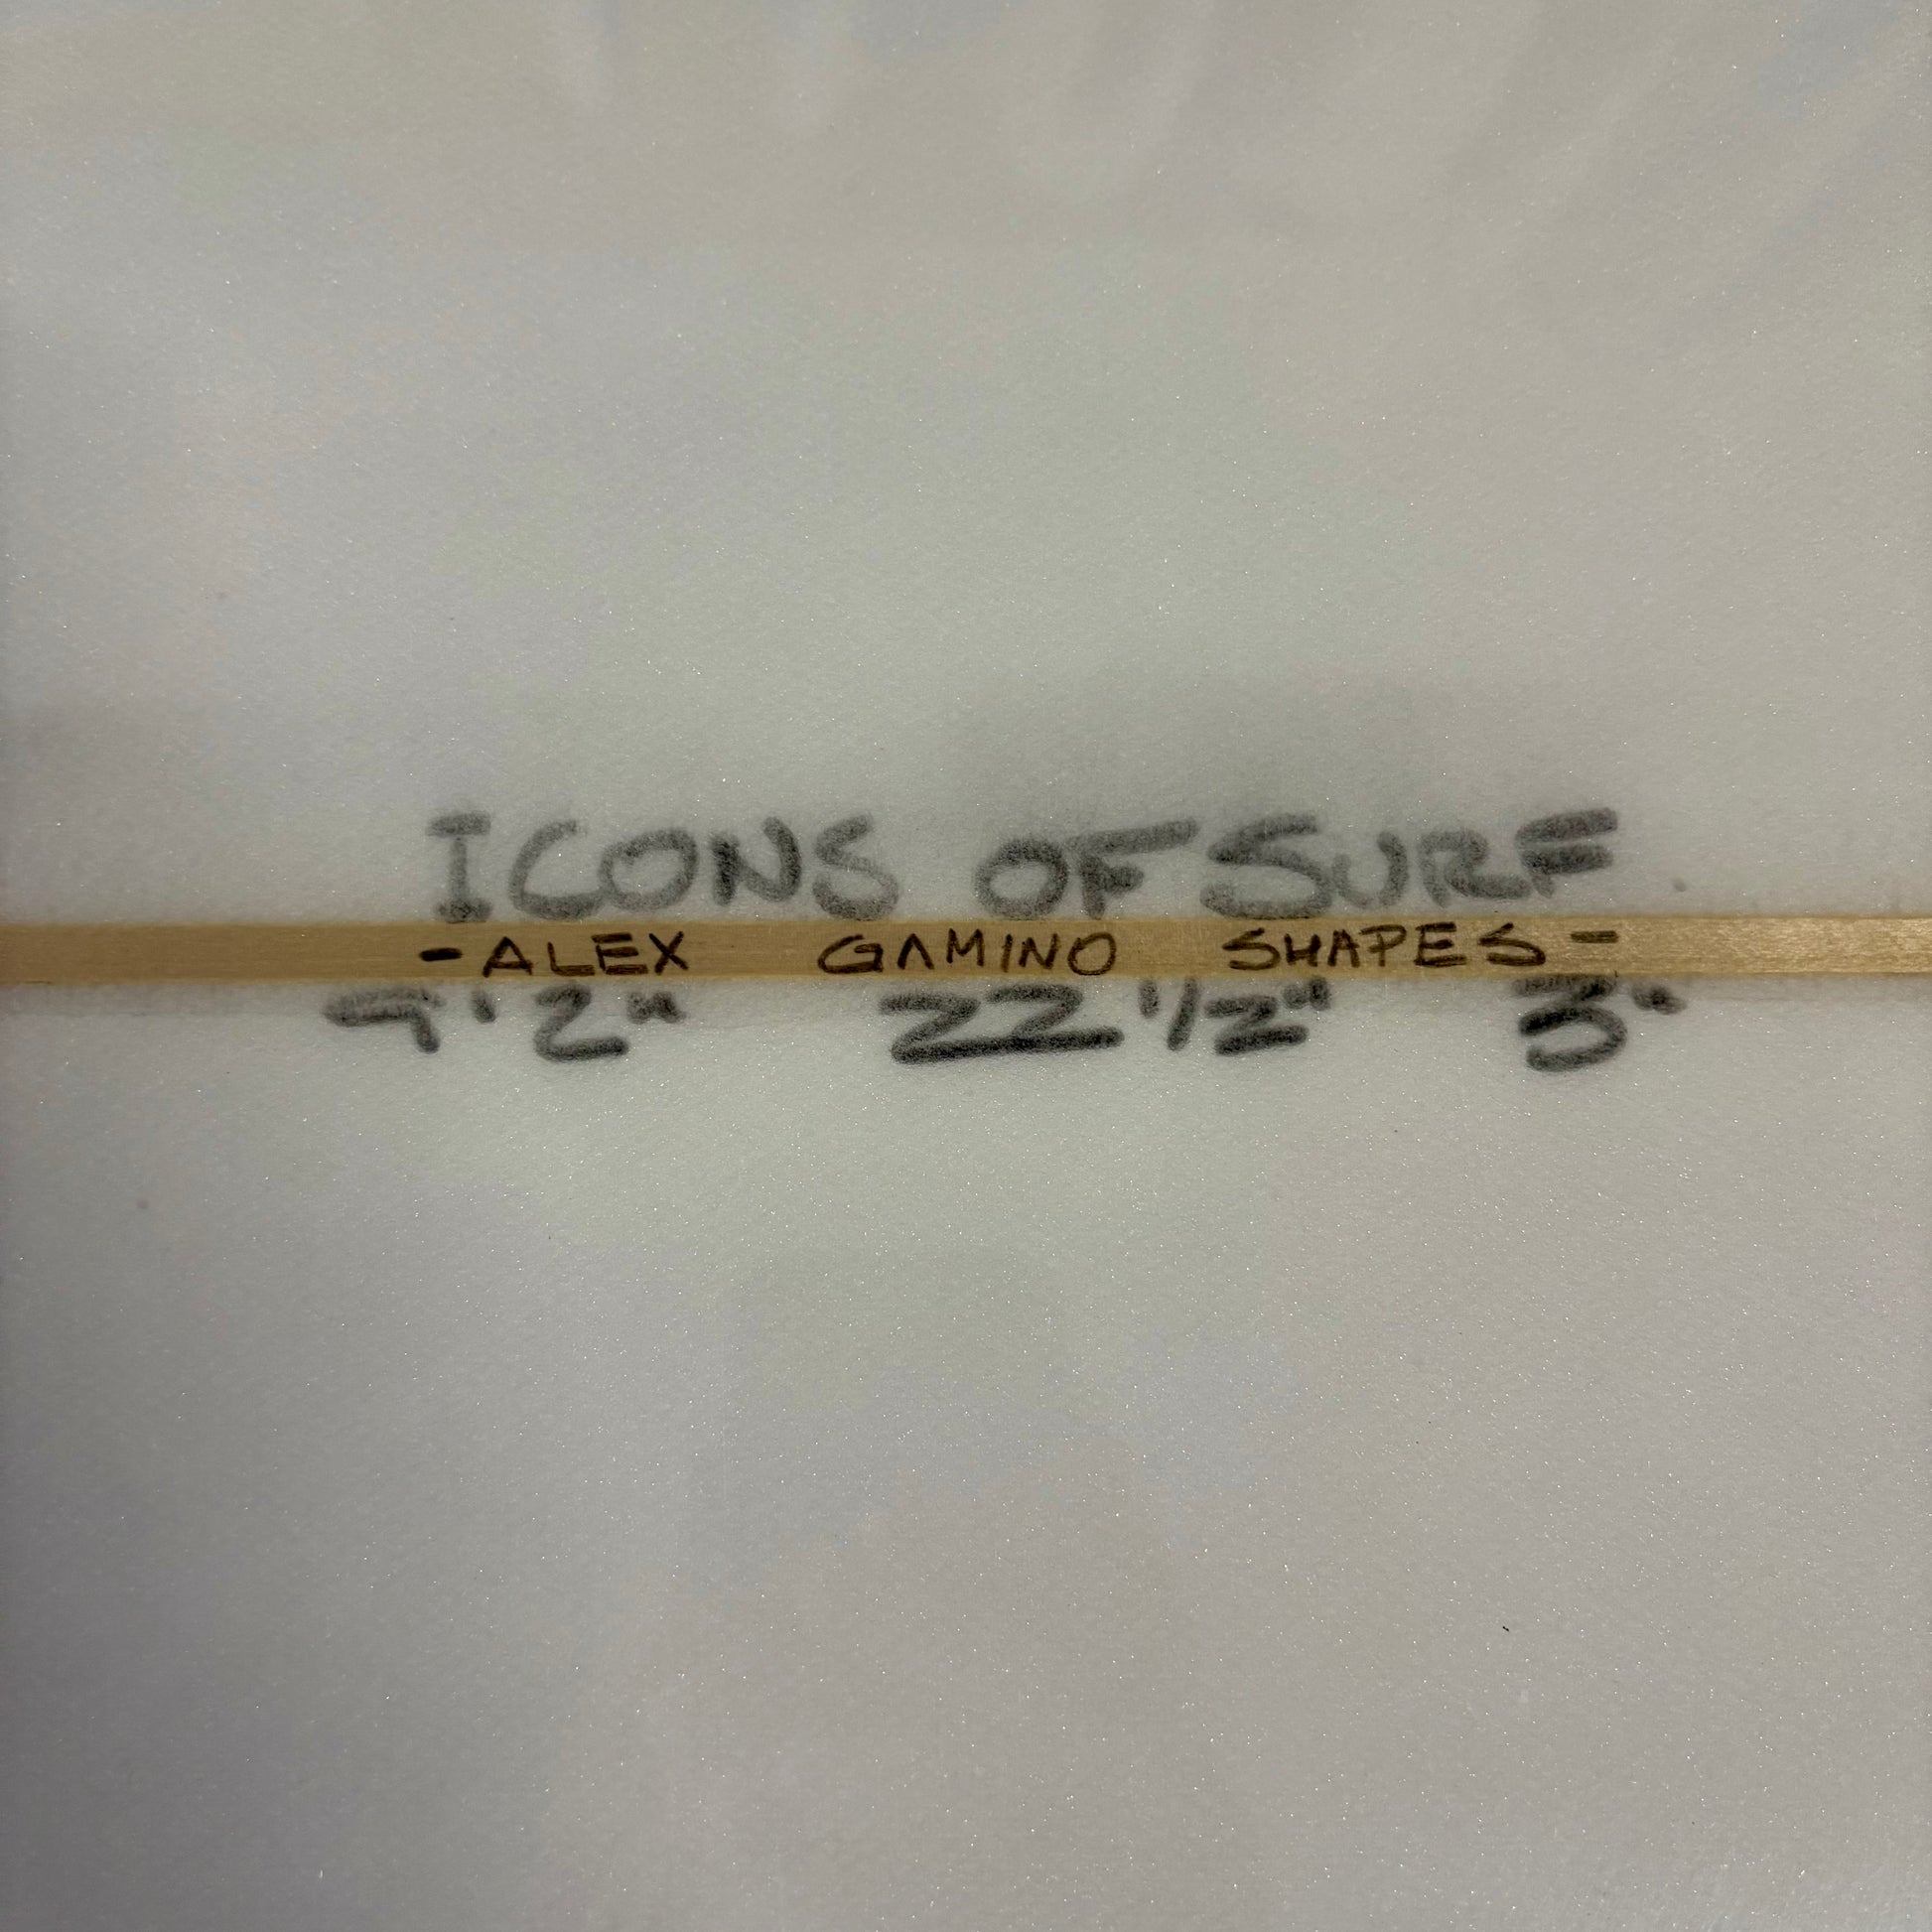 ICONS OF SURF
-ALEX GAMINO SHAPES-
9'2" 22 1/2" 3"